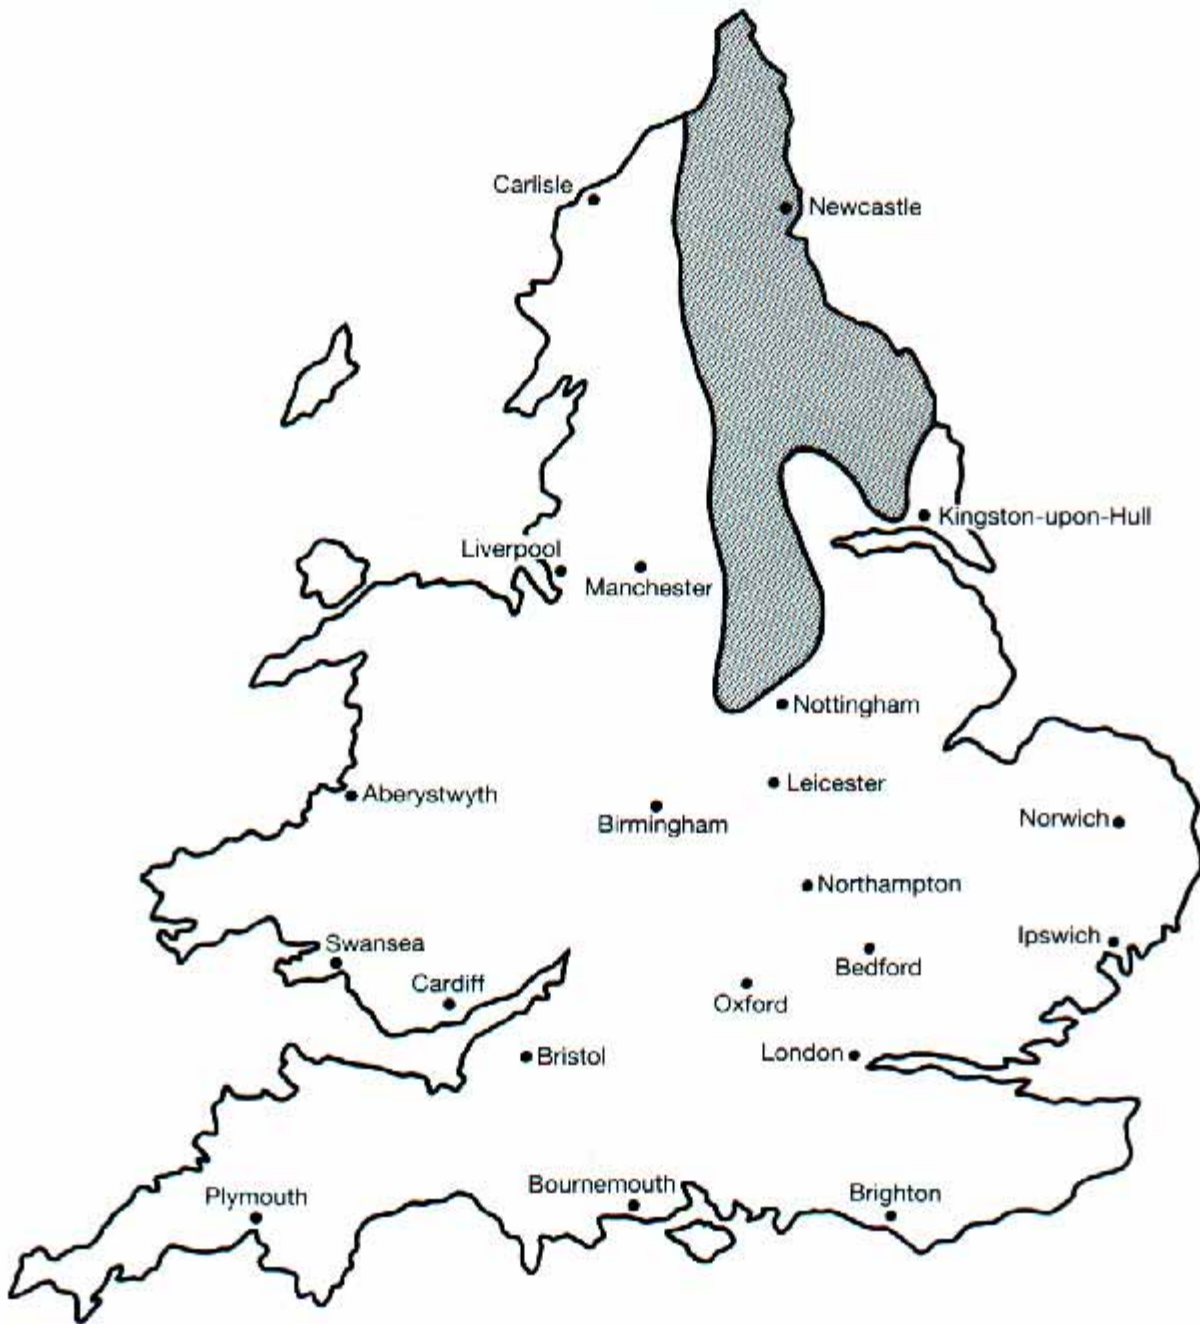 Carlisle
Newcastle
Kingston-upon-Hull
Liverpool
Manchester
Nottingham
Leicester
Aberystwyth
Birmingham
Norwich
Northampton
Ipswich
Swansea
Bedford
Cardiff
Oxford
London
Bristol
Bournemouth
Brighton
Plymouth